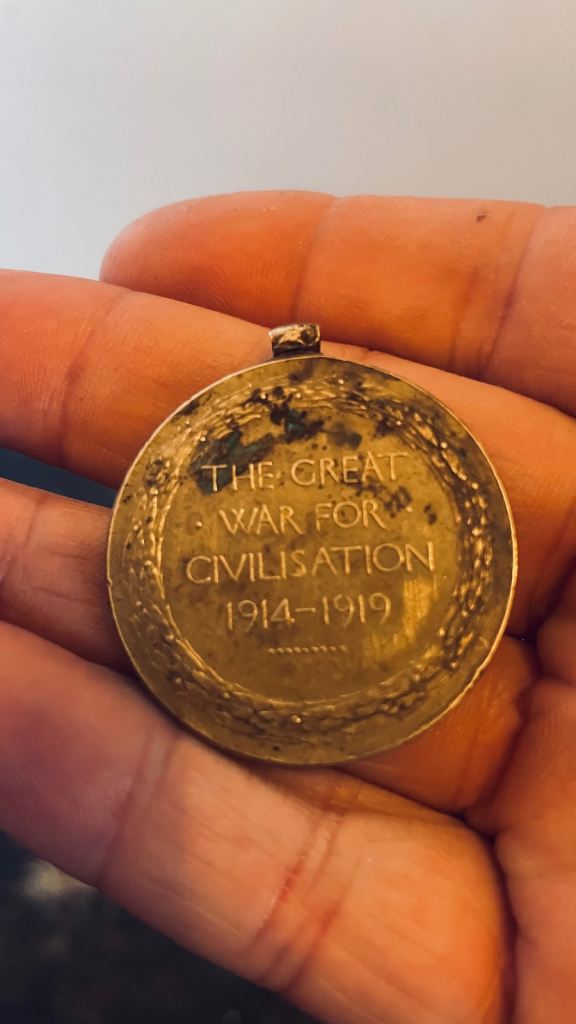 THE GREAT
WAR FOR
CIVILISATION
1914-1919